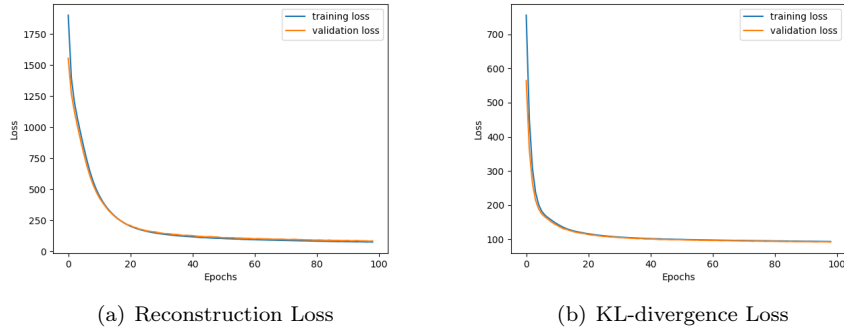 training loss
validation loss
1750
1500
1250
1000
750
500
250
0
Loss
0
20
40
60
80
100
Epochs
(a) Reconstruction Loss
training loss
validation loss
700
600
500
400
300
200
100
Loss
0
20
40
60
80
100
Epochs
(b) KL-divergence Loss